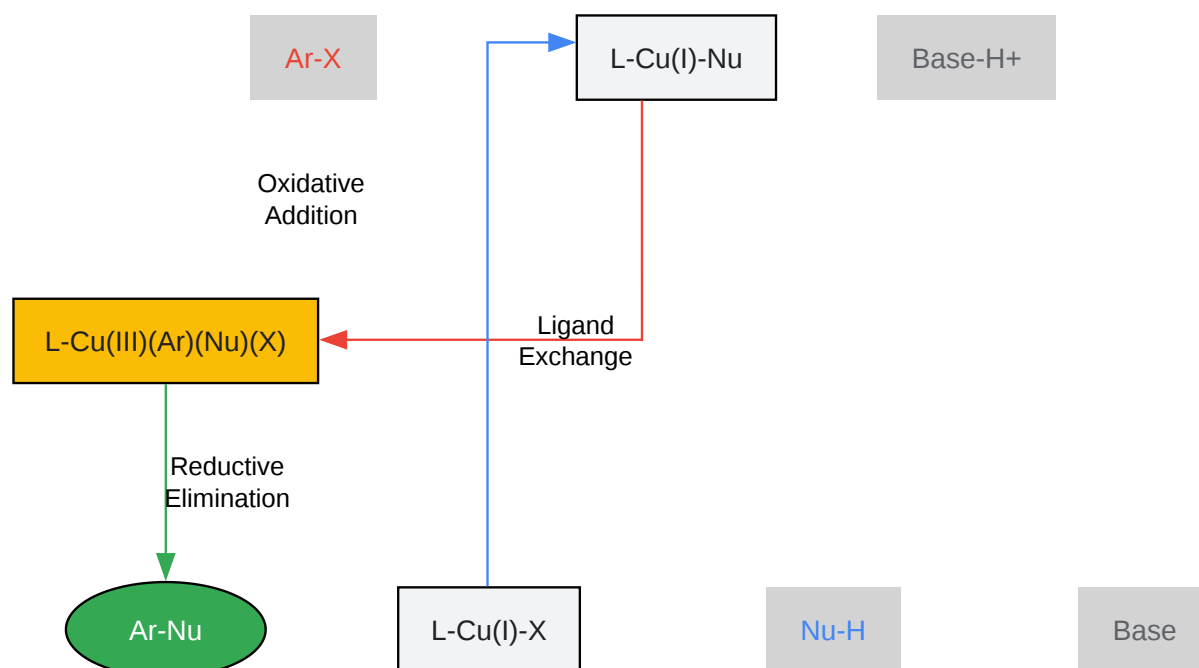 Ar-X
L-Cu(I)-Nu
Base-H+
Oxidative
Addition
Ligand
Exchange
L-Cu(III)(Ar)(Nu)(X)
Reductive
Elimination
Ar-Nu
L-Cu(I)-X
Nu-H
Base